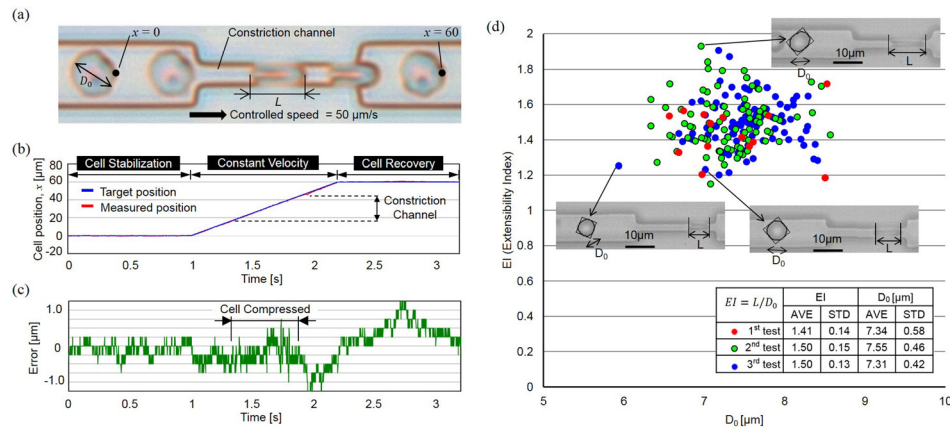 (a)
x = 0
Constriction channel
x = 60
D₀
L
Controlled speed = 50 µm/s
(b)
Cell Stabilization
Constant Velocity
Cell Recovery
Cell position, x [µm]
80
60
40
20
0
-20
Target position
Measured position
Constriction
Channel
0 0.5 1 1.5 2 2.5 3
Time [s]
(c)
Error [µm]
1.0
0
-1.0
Cell Compressed
0 0.5 1 1.5 2 2.5 3
Time [s]
(d)
EI (Extensibility Index)
2
1.8
1.6
1.4
1.2
1
0.8
0.6
0.4
0.2
0
D₀
10µm
L
D₀
10µm
L
D₀
10µm
L
EI = L/D₀ EI D₀ [µm]
AVE STD AVE STD
1st test 1.41 0.14 7.34 0.58
2nd test 1.50 0.15 7.55 0.46
3rd test 1.50 0.13 7.31 0.42
5 6 7 8 9 10
D₀ [µm]